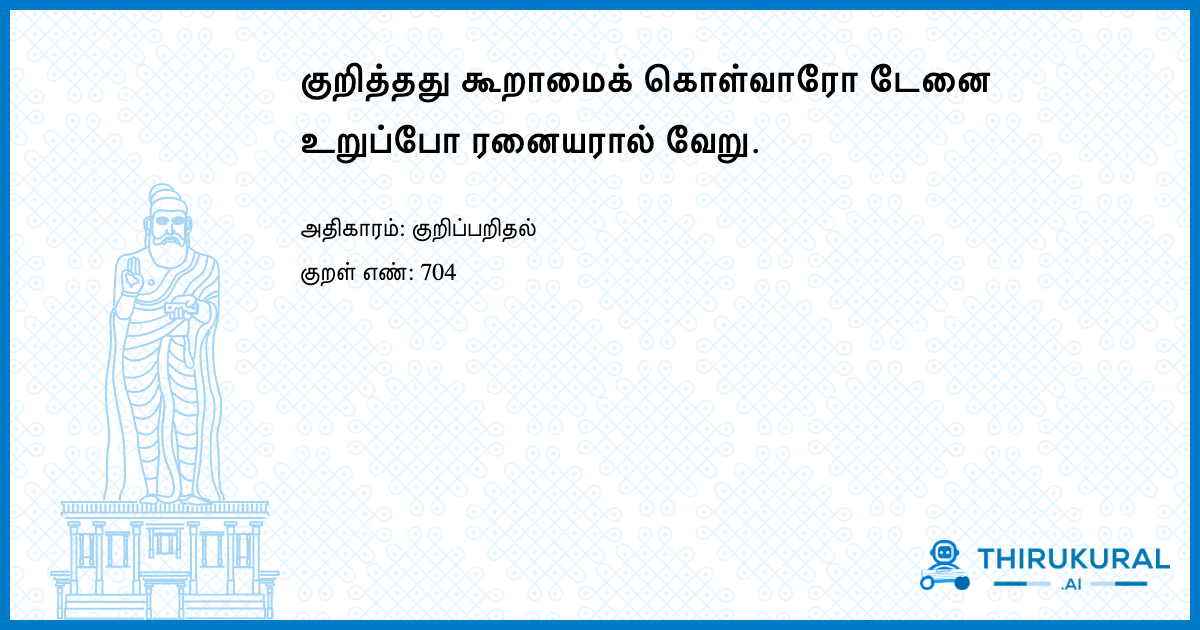 குறித்தது கூறாமைக் கொள்வாரோ டேனை
உறுப்போ ரனையரால் வேறு.
அதிகாரம்: குறிப்பறிதல்
குறள் எண்: 704
THIRUKURAL
.AI